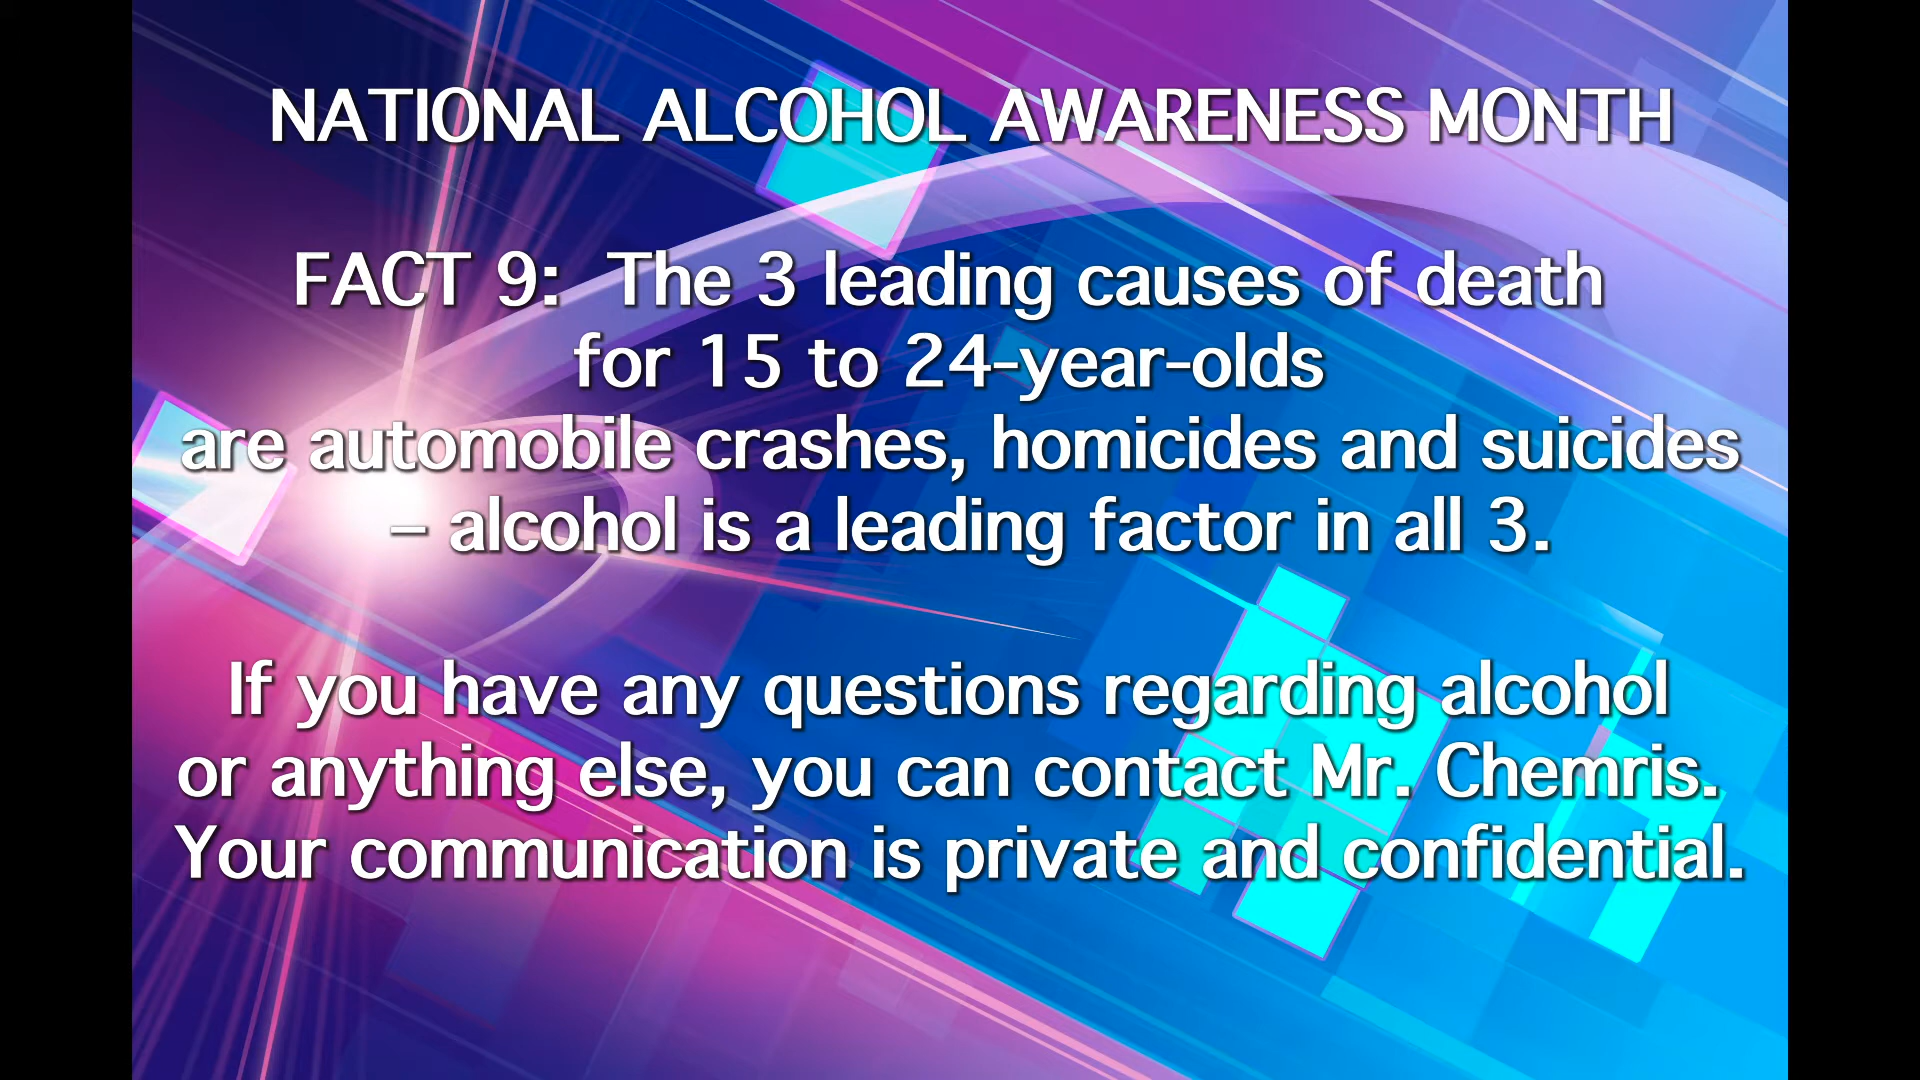 NATIONAL ALCOHOL AWARENESS MONTH
FACT 9:  The 3 leading causes of death
for 15 to 24-year-olds
are automobile crashes, homicides and suicides
– alcohol is a leading factor in all 3.
If you have any questions regarding alcohol
or anything else, you can contact Mr. Chemris.
Your communication is private and confidential.